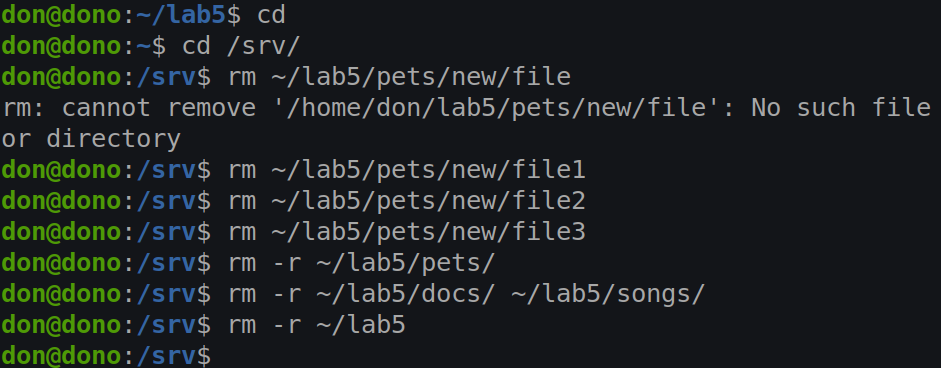 don@dono:~/lab5$ cd
don@dono:~$ cd /srv/
don@dono:/srv$ rm ~/lab5/pets/new/file
rm: cannot remove '/home/don/lab5/pets/new/file': No such file
or directory
don@dono:/srv$ rm ~/lab5/pets/new/file1
don@dono:/srv$ rm ~/lab5/pets/new/file2
don@dono:/srv$ rm ~/lab5/pets/new/file3
don@dono:/srv$ rm -r ~/lab5/pets/
don@dono:/srv$ rm -r ~/lab5/docs/ ~/lab5/songs/
don@dono:/srv$ rm -r ~/lab5
don@dono:/srv$